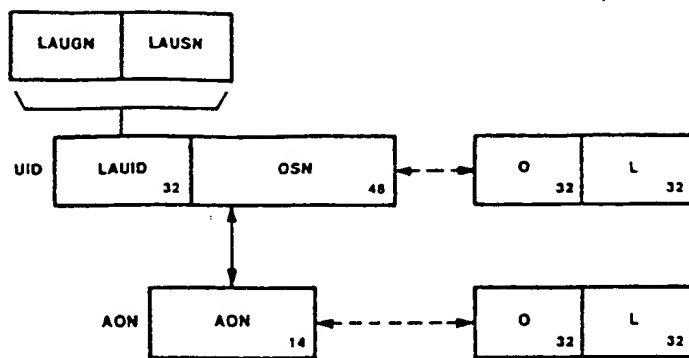 LAUGN LAUSN
UID LAUID 32 OSN 48 O 32 L 32
AON AON 14 O 32 L 32